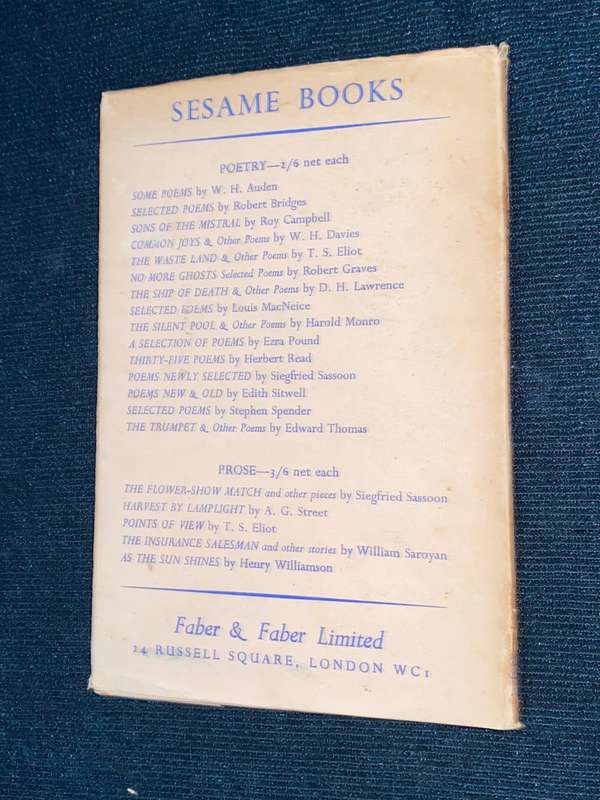 SESAME BOOKS
POETRY—2/6 net each
SOME POEMS by W. H. Auden
SELECTED POEMS by Robert Bridges
SONS OF THE MISTRAL by Roy Campbell
COMMON JOYS & Other Poems by W. H. Davies
THE WASTE LAND & Other Poems by T. S. Eliot
NO MORE GHOSTS Selected Poems by Robert Graves
THE SHIP OF DEATH & Other Poems by D. H. Lawrence
SELECTED POEMS by Louis MacNeice
THE SILENT POOL & Other Poems by Harold Monro
A SELECTION OF POEMS by Ezra Pound
THIRTY-FIVE POEMS by Herbert Read
POEMS NEWLY SELECTED by Siegfried Sassoon
POEMS NEW & OLD by Edith Sitwell
SELECTED POEMS by Stephen Spender
THE TRUMPET & Other Poems by Edward Thomas
PROSE—3/6 net each
THE FLOWER-SHOW MATCH and other pieces by Siegfried Sassoon
HARVEST BY LAMPLIGHT by A. G. Street
POINTS OF VIEW by T. S. Eliot
THE INSURANCE SALESMAN and other stories by William Saroyan
AS THE SUN SHINES by Henry Williamson
Faber & Faber Limited
24 RUSSELL SQUARE, LONDON WC1